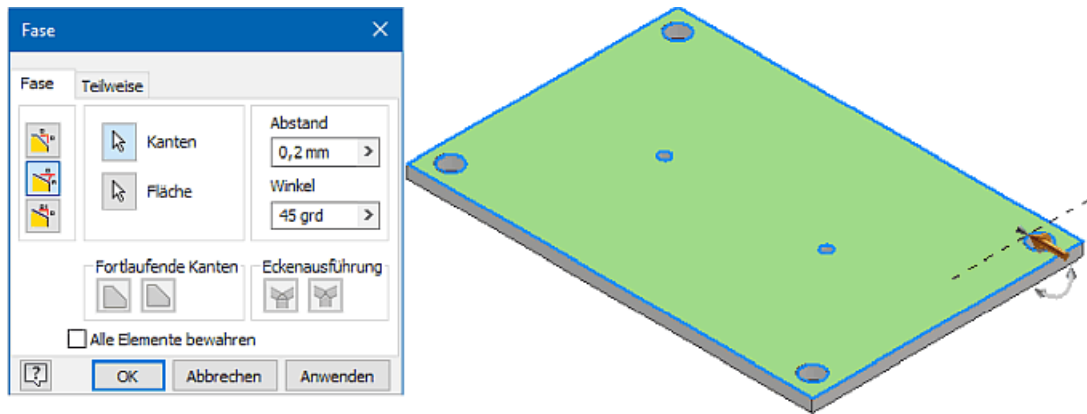 Fase
Fase Teilweise
Abstand
Kanten
0,2 mm >
Winkel
Fläche
45 grd >
Fortlaufende Kanten Eckenausführung
Alle Elemente bewahren
? OK Abbrechen Anwenden